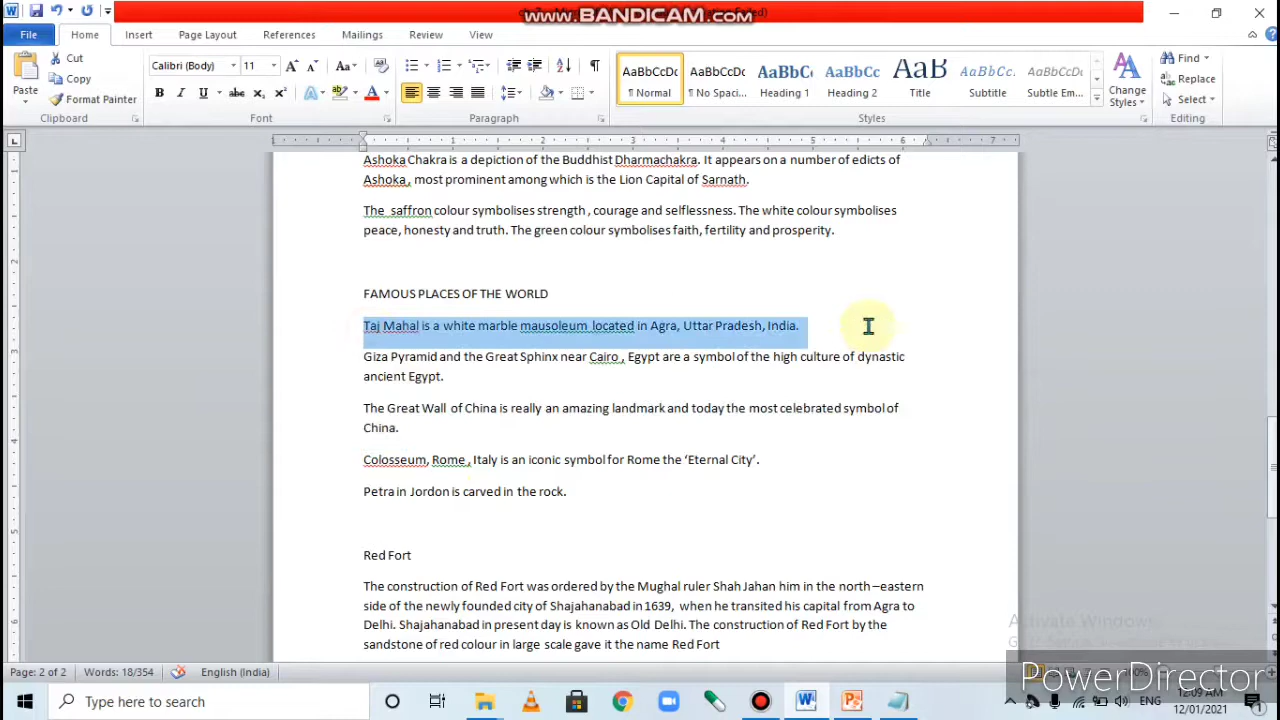 WWW.BANDICAM.COM
File Home Insert Page Layout References Mailings Review View
Paste
Cut
Copy
Format Painter
Clipboard
Calibri (Body) 11
Font
Paragraph
AaBbCcDc AaBbCcDc AaBbC AaBbCc AaB AaBbCcL AaBbCcDc
¶ Normal ¶ No Spaci... Heading 1 Heading 2 Title Subtitle Subtle Em...
Styles
Change Styles
Find
Replace
Select
Editing
Ashoka Chakra is a depiction of the Buddhist Dharmachakra. It appears on a number of edicts of
Ashoka , most prominent among which is the Lion Capital of Sarnath.
The  saffron colour symbolises strength , courage and selflessness. The white colour symbolises
peace, honesty and truth. The green colour symbolises faith, fertility and prosperity.
FAMOUS PLACES OF THE WORLD
Taj Mahal is a white marble mausoleum  located in Agra, Uttar Pradesh, India.
Giza Pyramid and the Great Sphinx near Cairo , Egypt are a symbol of the high culture of dynastic
ancient Egypt.
The Great Wall of China is really an amazing landmark and today the most celebrated symbol of
China.
Colosseum, Rome , Italy is an iconic symbol for Rome the ‘Eternal City’.
Petra in Jordon is carved in the rock.
Red Fort
The construction of Red Fort was ordered by the Mughal ruler Shah Jahan him in the north –eastern
side of the newly founded city of Shajahanabad in 1639,  when he transited his capital from Agra to
Delhi. Shajahanabad in present day is known as Old Delhi. The construction of Red Fort by the
sandstone of red colour in large scale gave it the name Red Fort
Activate Windows
PowerDirector
Page: 2 of 2 Words: 18/354 English (India)
Type here to search
ENG
12:09 AM
12/01/2021